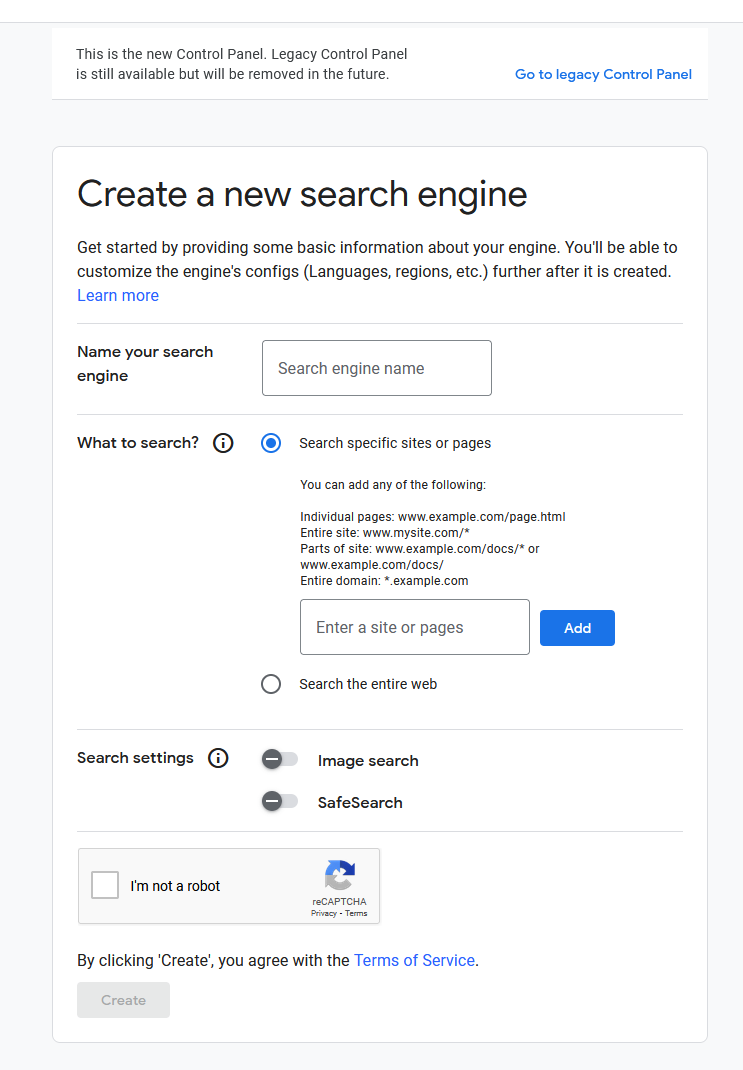 This is the new Control Panel. Legacy Control Panel
is still available but will be removed in the future.
Go to legacy Control Panel
Create a new search engine
Get started by providing some basic information about your engine. You'll be able to
customize the engine's configs (Languages, regions, etc.) further after it is created.
Learn more
Name your search
engine
Search engine name
What to search?
Search specific sites or pages
You can add any of the following:
Individual pages: www.example.com/page.html
Entire site: www.mysite.com/*
Parts of site: www.example.com/docs/* or
www.example.com/docs/
Entire domain: *.example.com
Enter a site or pages
Add
Search the entire web
Search settings
Image search
SafeSearch
I'm not a robot
reCAPTCHA
Privacy - Terms
By clicking 'Create', you agree with the Terms of Service.
Create